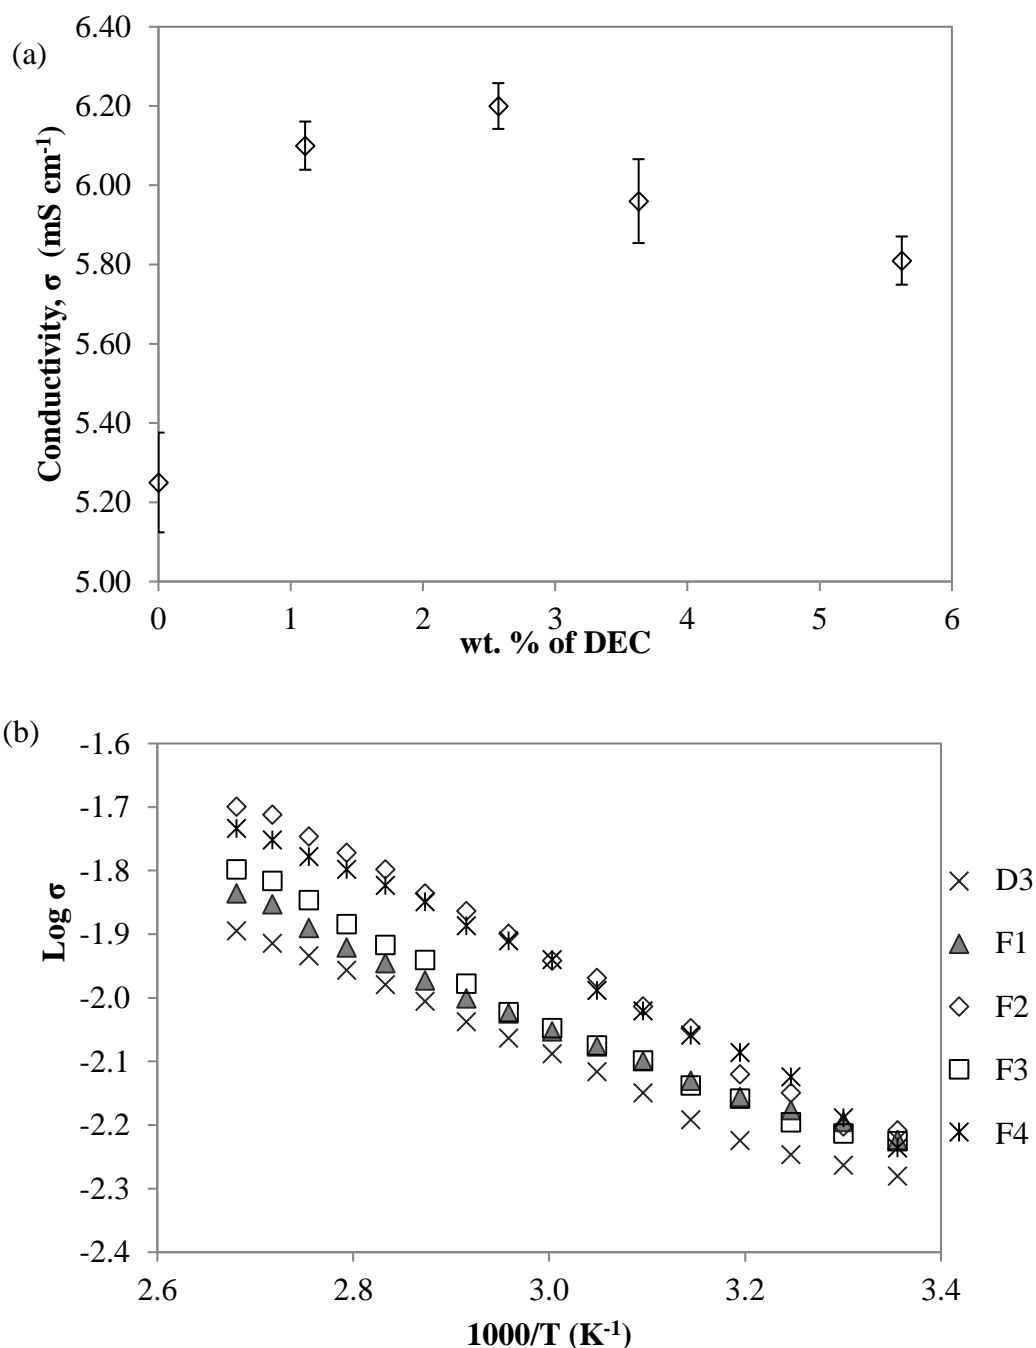 (a)
6.40
6.20
6.00
5.80
5.60
5.40
5.20
5.00
Conductivity, σ (mS cm⁻¹)
0 1 2 3 4 5 6
wt. % of DEC
(b)
-1.6
-1.7
-1.8
-1.9
-2.0
-2.1
-2.2
-2.3
-2.4
Log σ
2.6 2.8 3.0 3.2 3.4
1000/T (K⁻¹)
D3
F1
F2
F3
F4